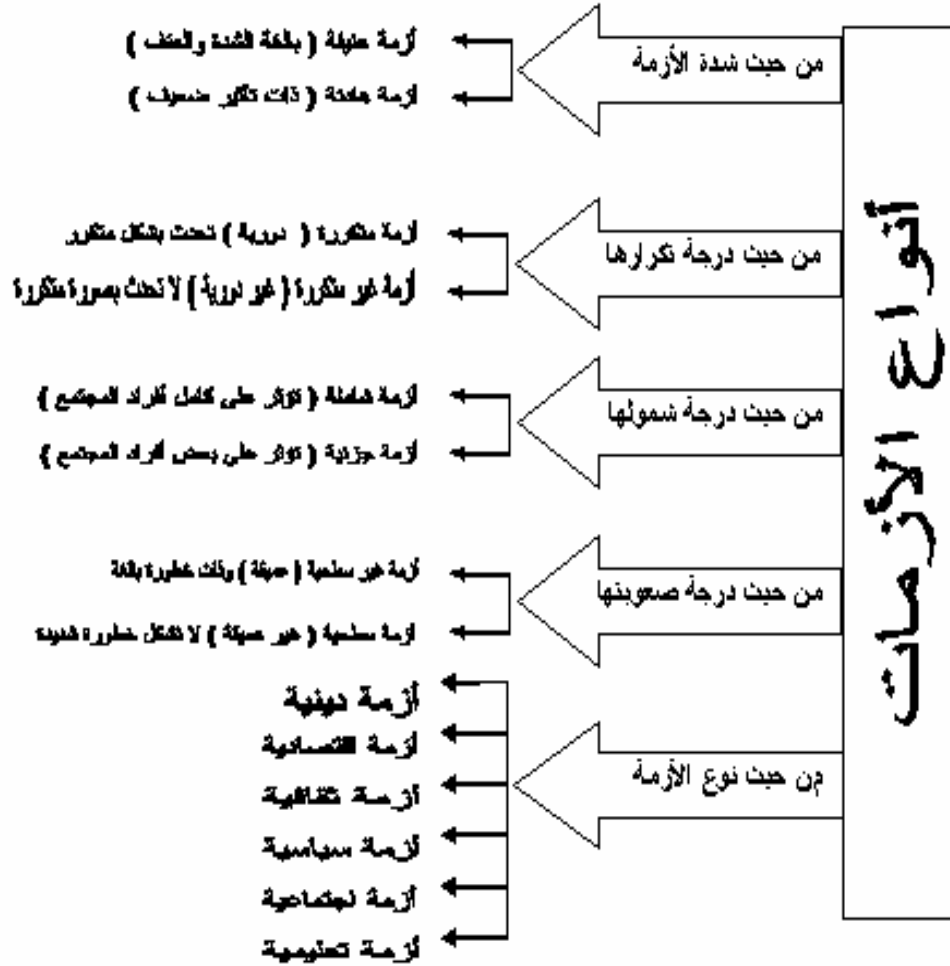 أنواع الأزمات
من حيث شدة الأزمة
أزمة عنيفة ( بالغة الشدة والعنف )
أزمة هادئة ( ذات تأثير ضعيف )
من حيث درجة تكرارها
أزمة متكررة ( دورية ) تحدث بشكل متكرر
أزمة غير متكررة ( غير دورية ) لا تحدث بصورة متكررة
من حيث درجة شمولها
أزمة شاملة ( تؤثر على كامل أفراد المجتمع )
أزمة جزئية ( تؤثر على بعض أفراد المجتمع )
من حيث درجة صعوبتها
أزمة غير سطحية ( عميقة ) وذات خطورة بالغة
أزمة سطحية ( غير عميقة ) لا تشكل خطورة شديدة
من حيث نوع الأزمة
أزمة دينية
أزمة اقتصادية
أزمة ثقافية
أزمة سياسية
أزمة اجتماعية
أزمة تعليمية